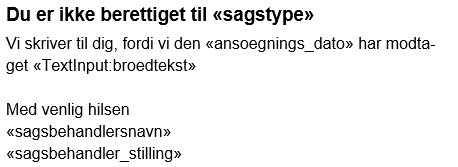 Du er ikke berettiget til «sagstype»
Vi skriver til dig, fordi vi den «ansoegnings_dato» har modta-
get «TextInput:broedtekst»
Med venlig hilsen
«sagsbehandlersnavn»
«sagsbehandler_stilling»